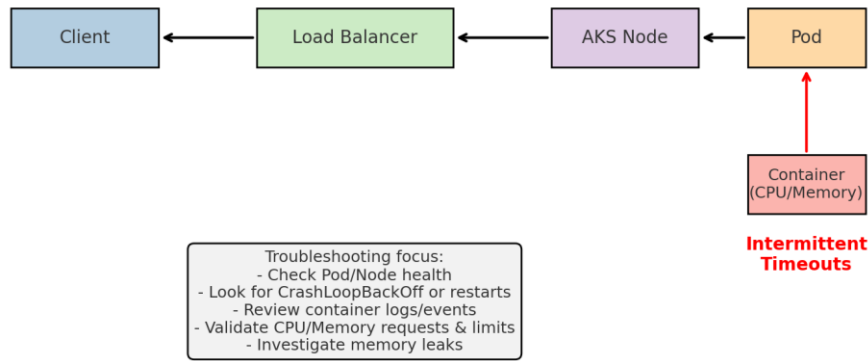 Client
Load Balancer
AKS Node
Pod
Container
(CPU/Memory)
Intermittent
Timeouts
Troubleshooting focus:
- Check Pod/Node health
- Look for CrashLoopBackOff or restarts
- Review container logs/events
- Validate CPU/Memory requests & limits
- Investigate memory leaks